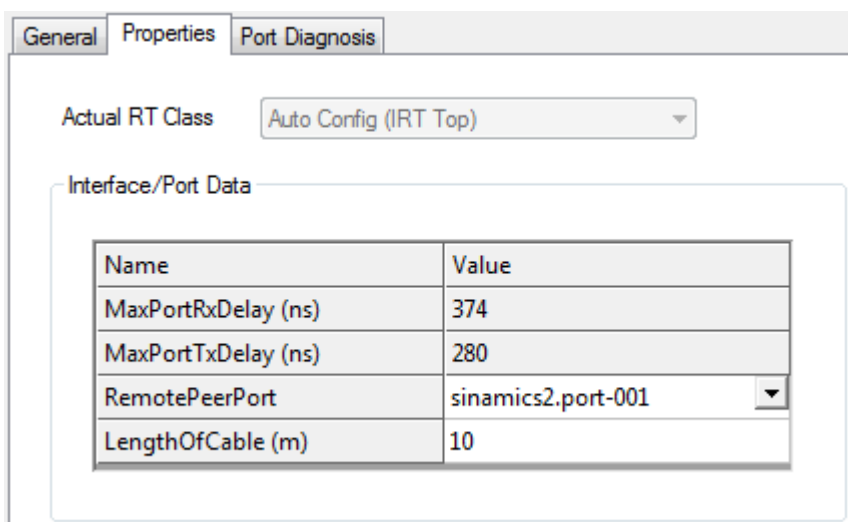 General Properties Port Diagnosis
Actual RT Class Auto Config (IRT Top)
Interface/Port Data
Name Value
MaxPortRxDelay (ns) 374
MaxPortTxDelay (ns) 280
RemotePeerPort sinamics2.port-001
LengthOfCable (m) 10